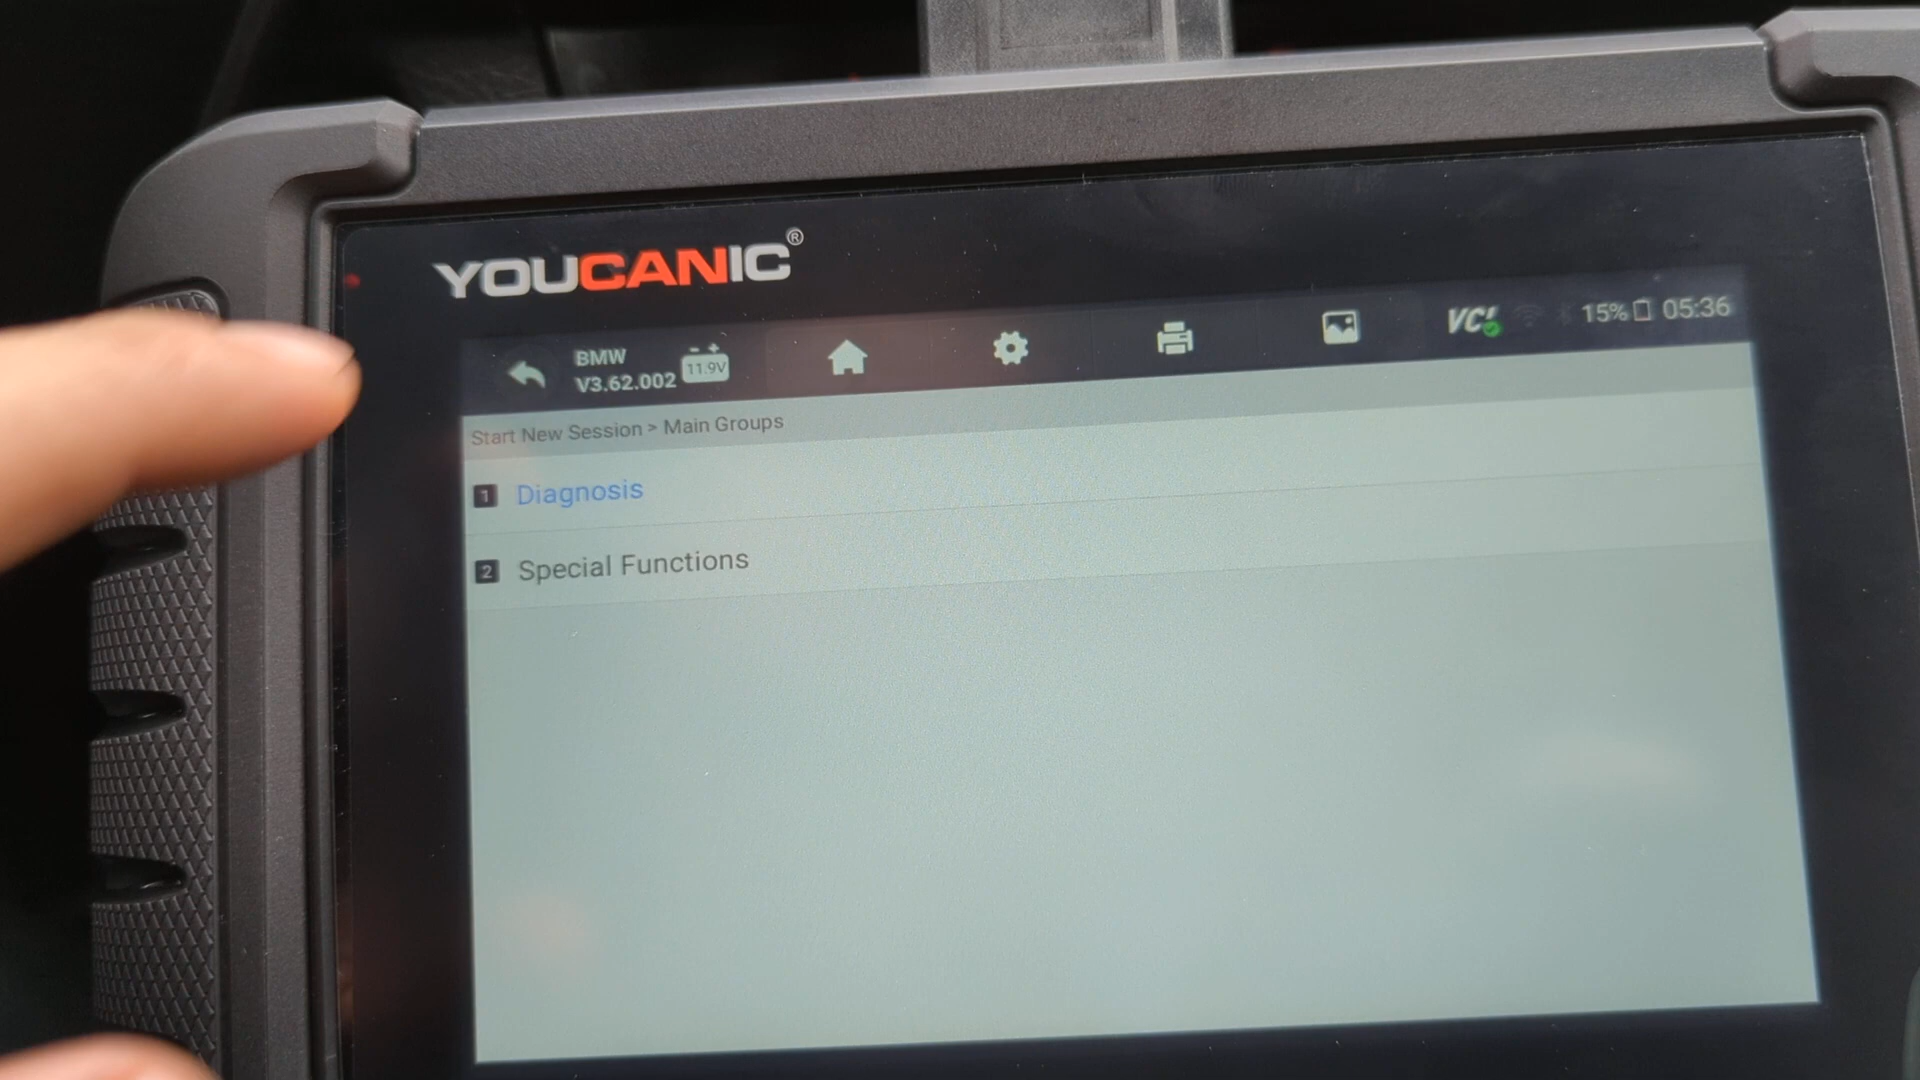 YOUCANIC®
BMW
V3.62.002
11.9V
VCI
15% 05:36
Start New Session > Main Groups
1 Diagnosis
2 Special Functions